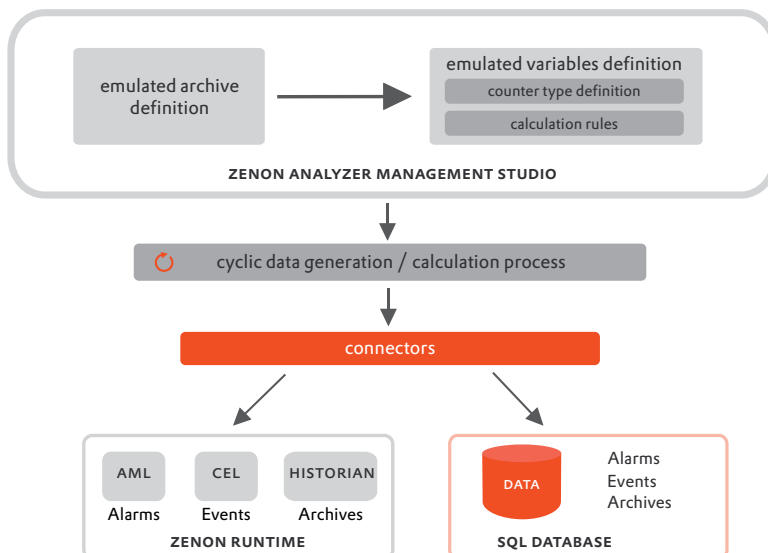 emulated archive
definition
emulated variables definition
counter type definition
calculation rules
ZENON ANALYZER MANAGEMENT STUDIO
cyclic data generation / calculation process
connectors
AML
CEL
HISTORIAN
Alarms
Events
Archives
ZENON RUNTIME
DATA
Alarms
Events
Archives
SQL DATABASE